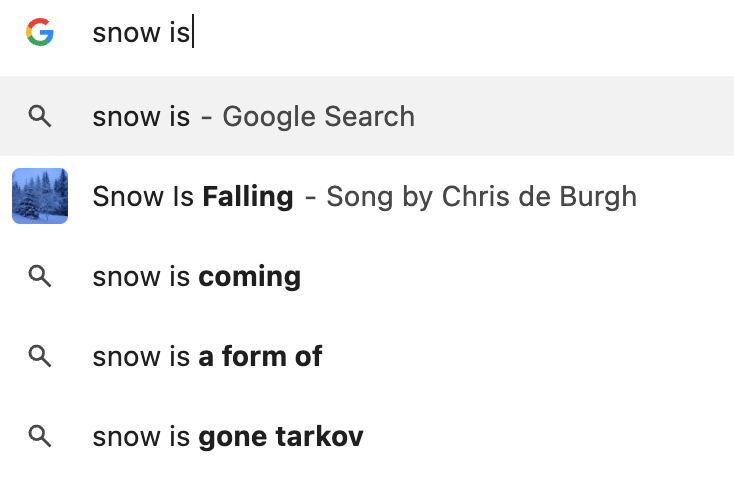 snow is
snow is - Google Search
Snow Is Falling - Song by Chris de Burgh
snow is coming
snow is a form of
snow is gone tarkov